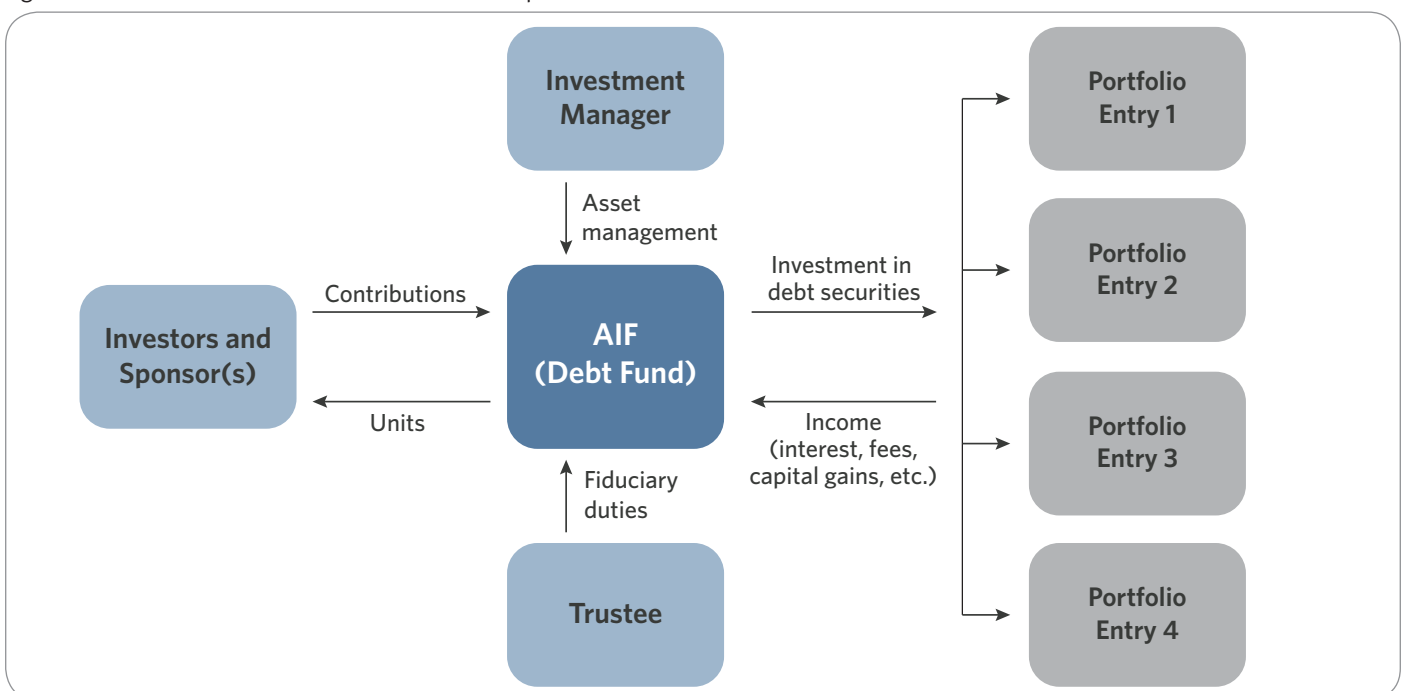 Investment
Manager
Asset
management
Investors and
Sponsor(s)
Contributions
Units
AIF
(Debt Fund)
Fiduciary
duties
Trustee
Investment in
debt securities
Income
(interest, fees,
capital gains, etc.)
Portfolio
Entry 1
Portfolio
Entry 2
Portfolio
Entry 3
Portfolio
Entry 4